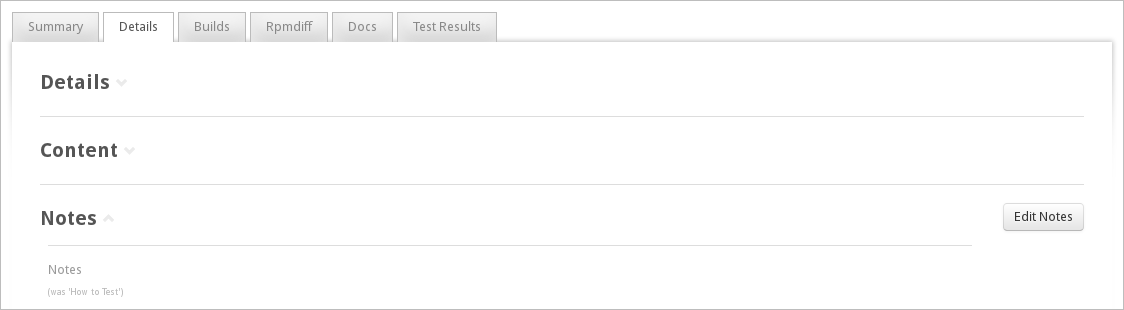 Summary Details Builds Rpmdiff Docs Test Results
Details
Content
Notes Edit Notes
Notes
(was 'How to Test')